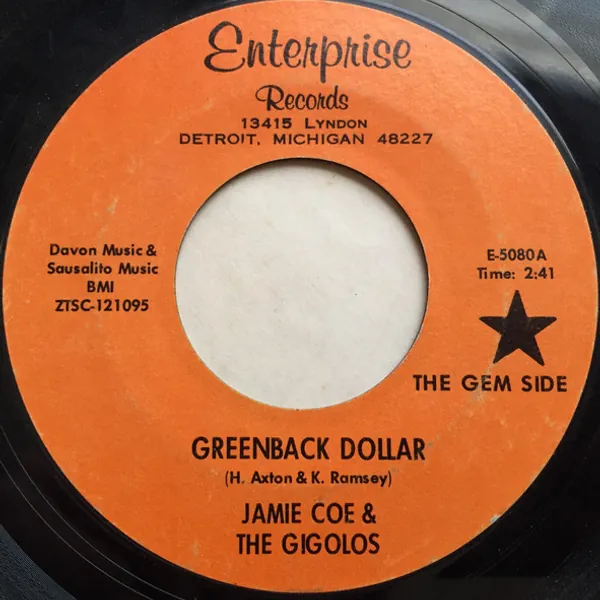 Enterprise
Records
13415 LYNDON
DETROIT, MICHIGAN 48227
Davon Music &
Sausalito Music
BMI
ZTSC-121095
E-5080A
Time: 2:41
THE GEM SIDE
GREENBACK DOLLAR
(H. Axton & K. Ramsey)
JAMIE COE &
THE GIGOLOS